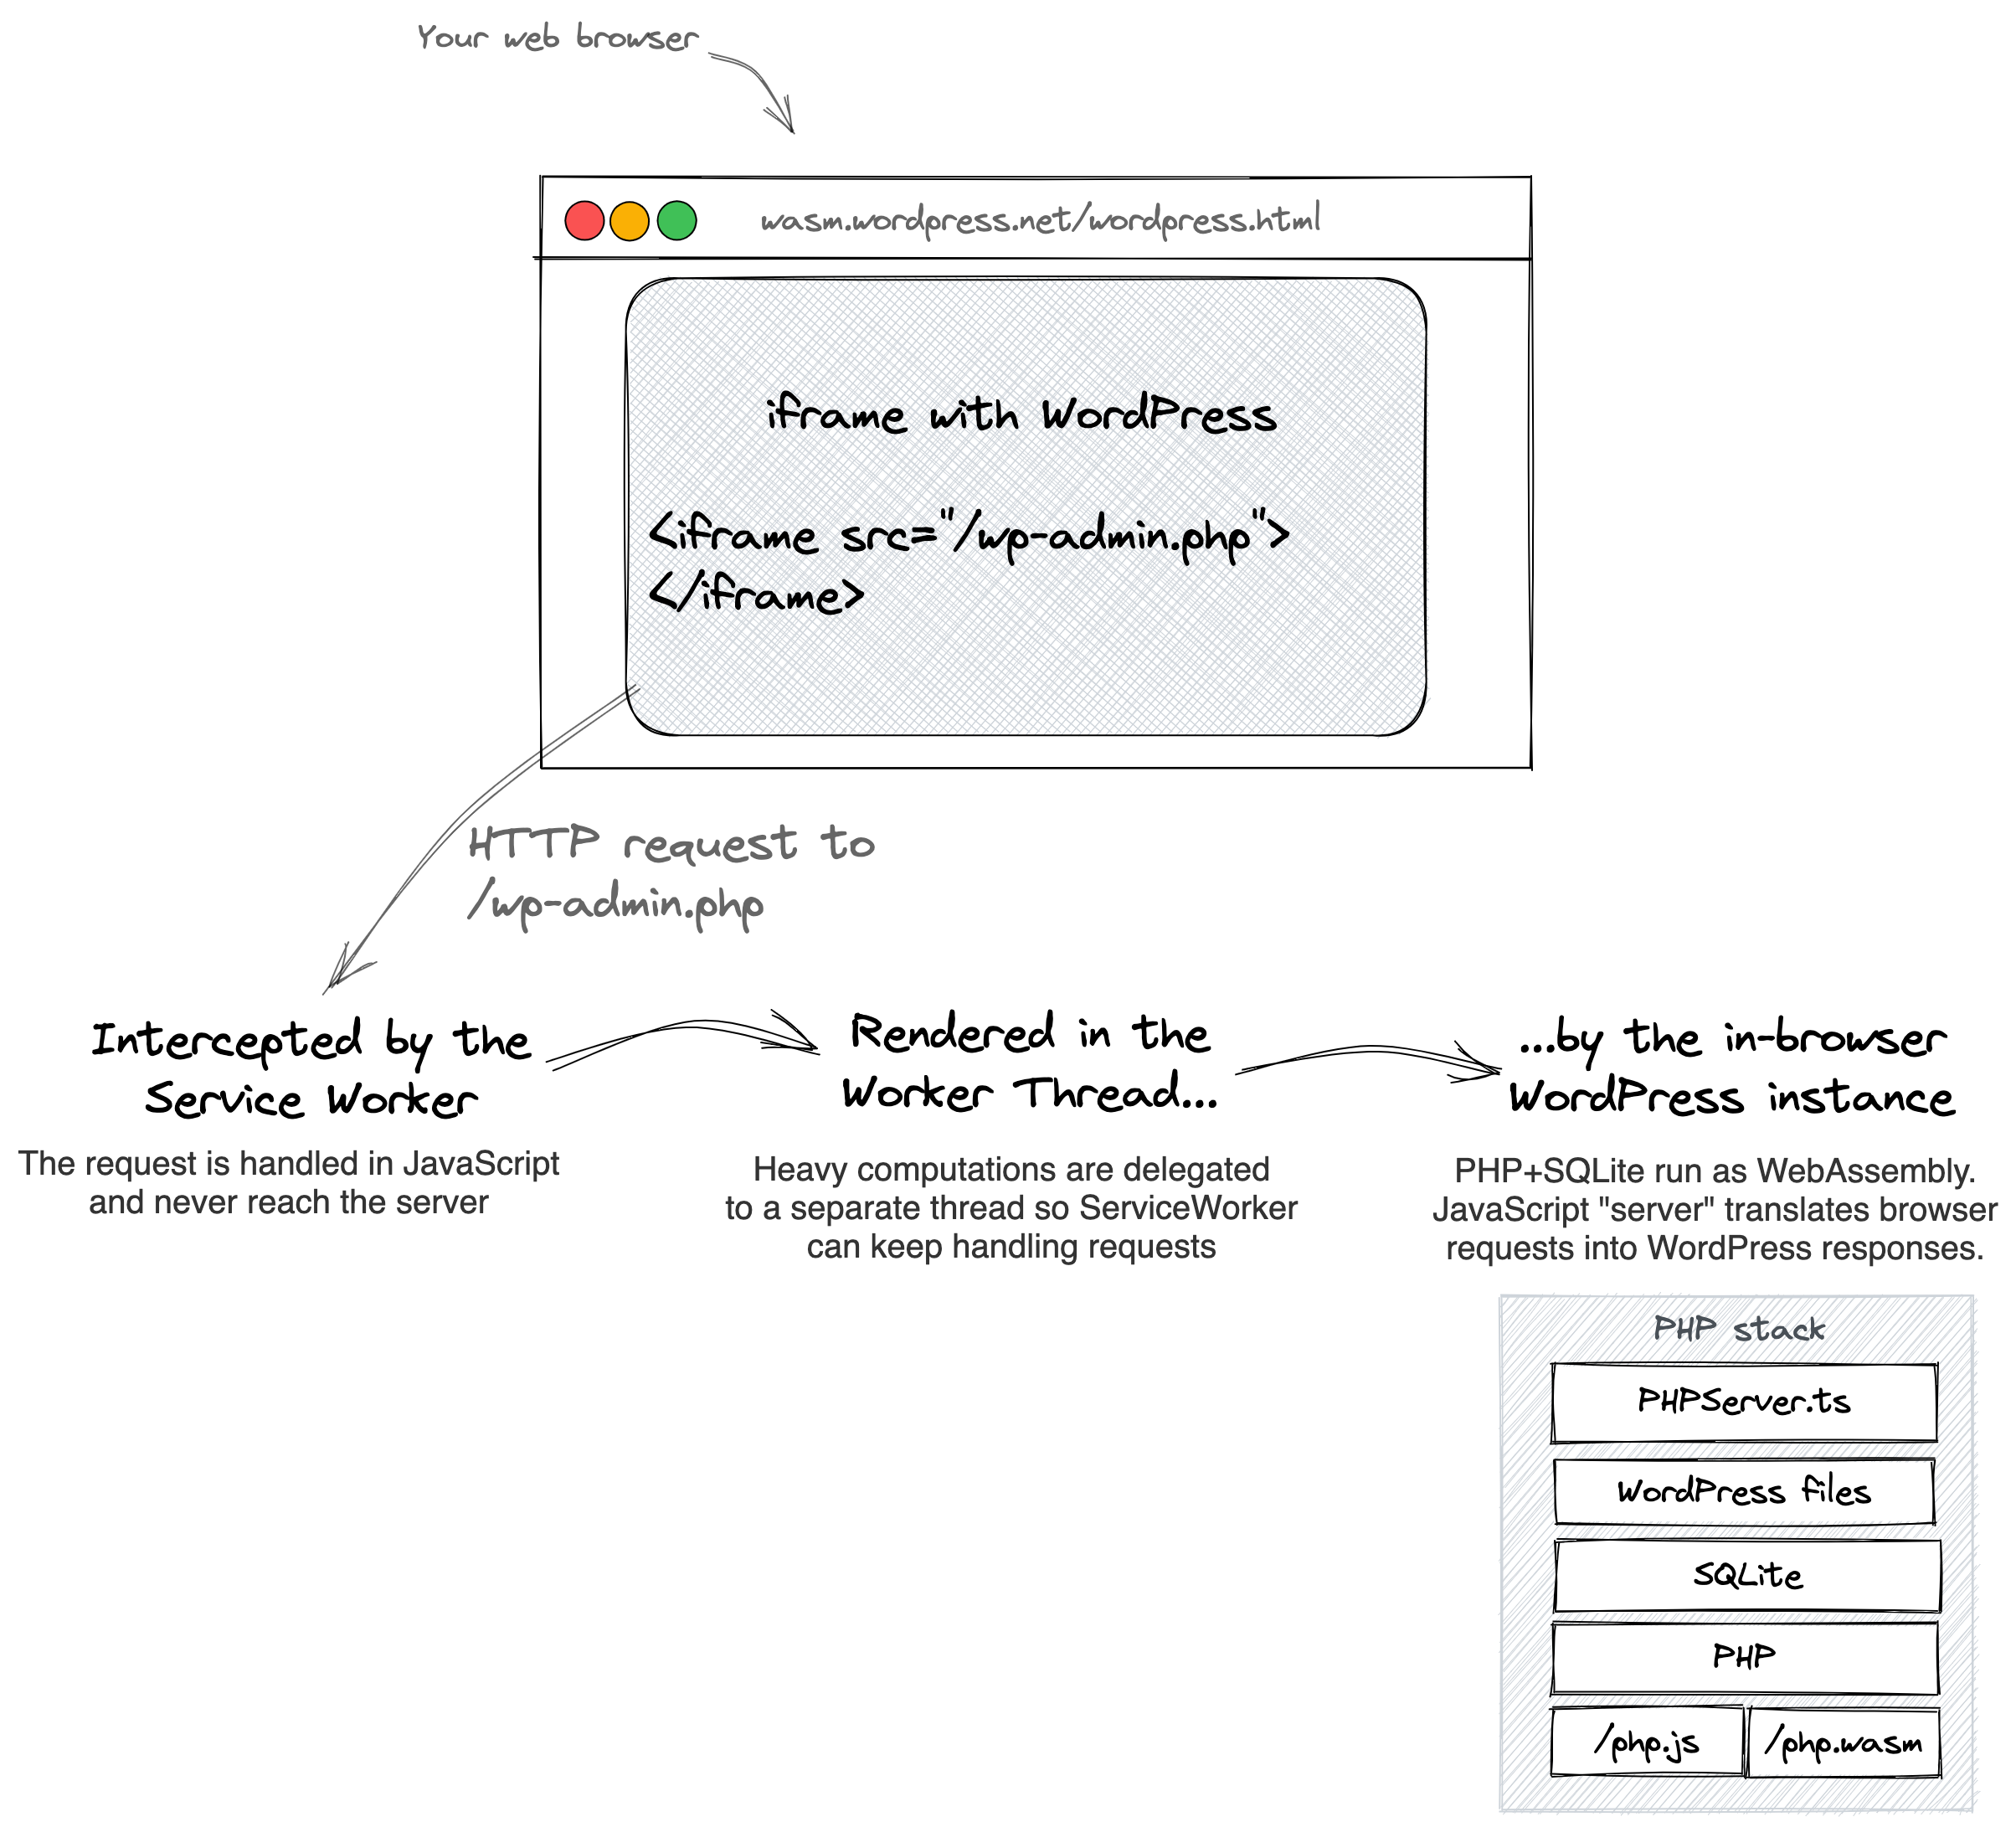 Your web browser
wasm.wordpress.net/wordpress.html
iframe with WordPress
<iframe src="/wp-admin.php">
</iframe>
HTTP request to
/wp-admin.php
Intercepted by the
Service Worker
The request is handled in JavaScript
and never reach the server
Rendered in the
Worker Thread...
Heavy computations are delegated
to a separate thread so ServiceWorker
can keep handling requests
...by the in-browser
WordPress instance
PHP+SQLite run as WebAssembly.
JavaScript "server" translates browser
requests into WordPress responses.
PHP stack
PHPServer.ts
WordPress files
SQLite
PHP
/php.js
/php.wasm